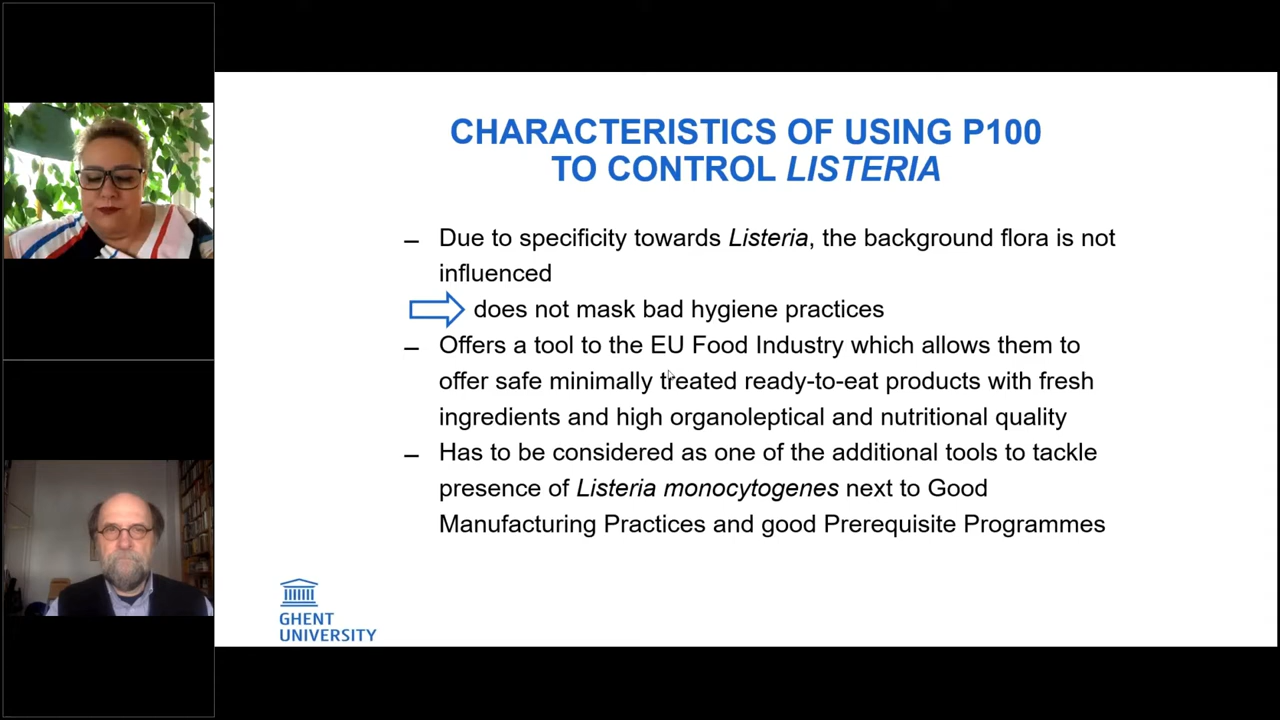 CHARACTERISTICS OF USING P100
TO CONTROL LISTERIA
– Due to specificity towards Listeria, the background flora is not
influenced
does not mask bad hygiene practices
– Offers a tool to the EU Food Industry which allows them to
offer safe minimally treated ready-to-eat products with fresh
ingredients and high organoleptical and nutritional quality
– Has to be considered as one of the additional tools to tackle
presence of Listeria monocytogenes next to Good
Manufacturing Practices and good Prerequisite Programmes
GHENT
UNIVERSITY